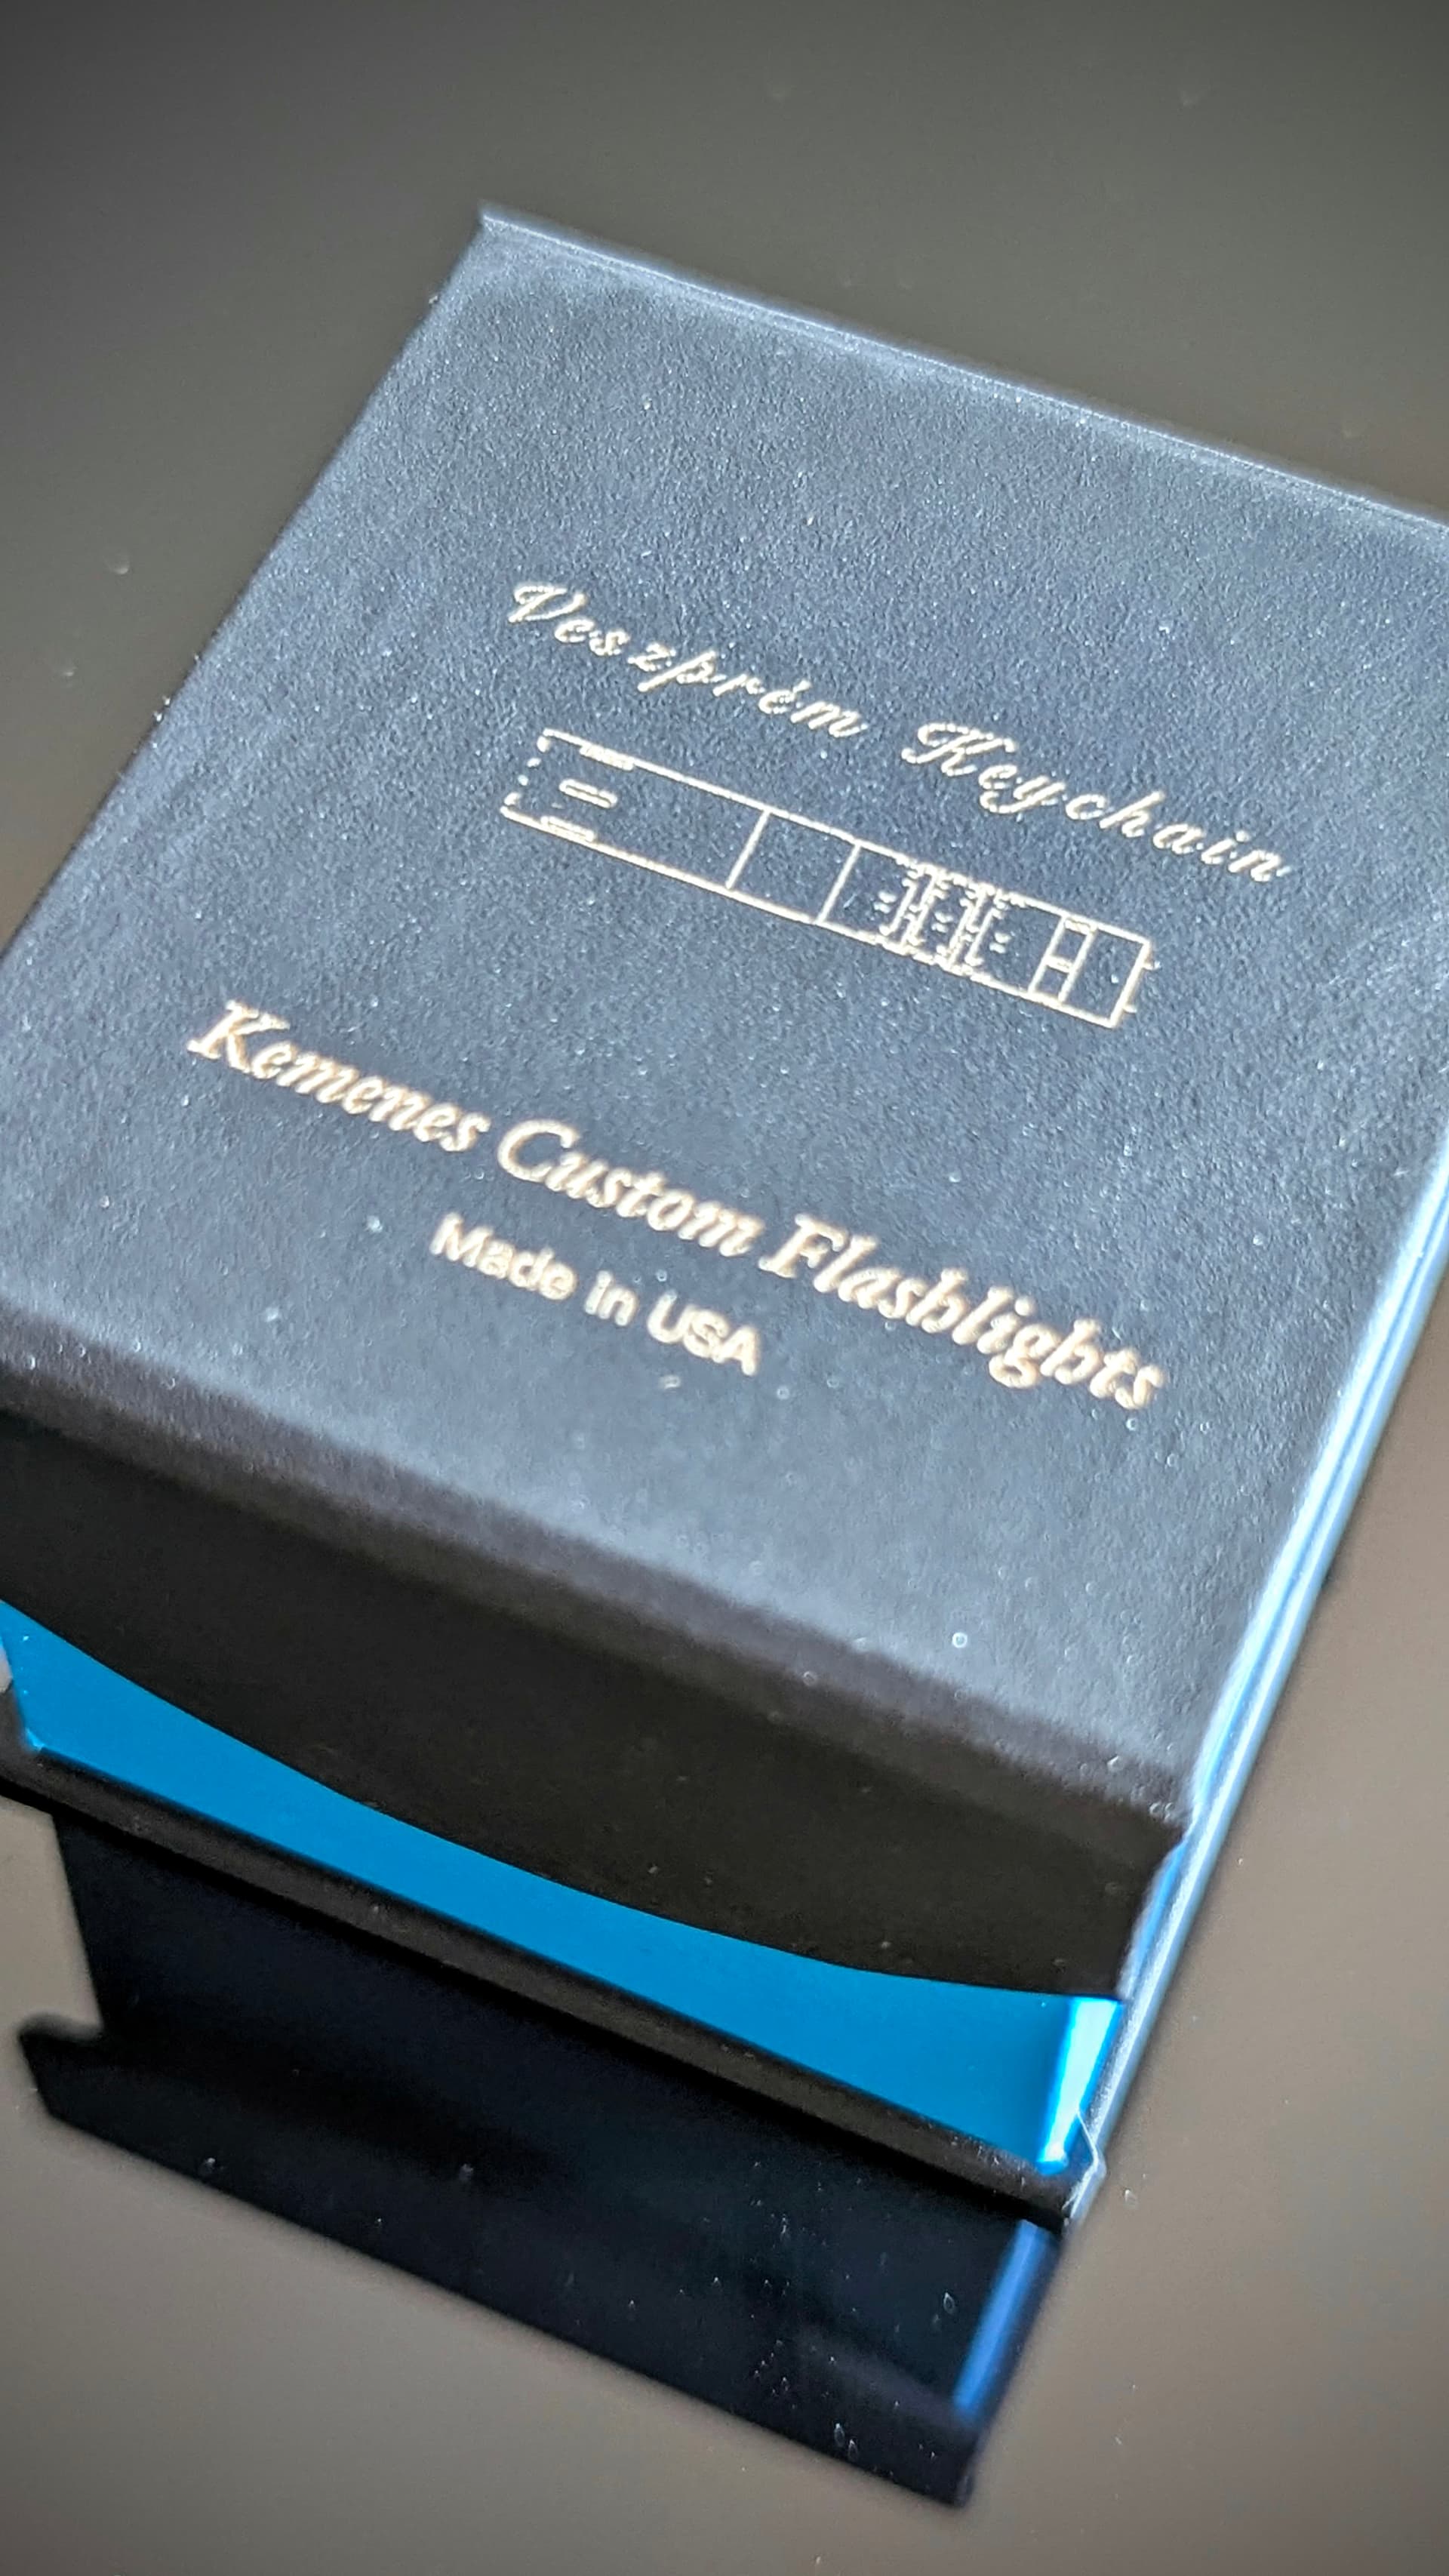 Veszprém Keychain
Kemenes Custom Flashlights
Made in USA